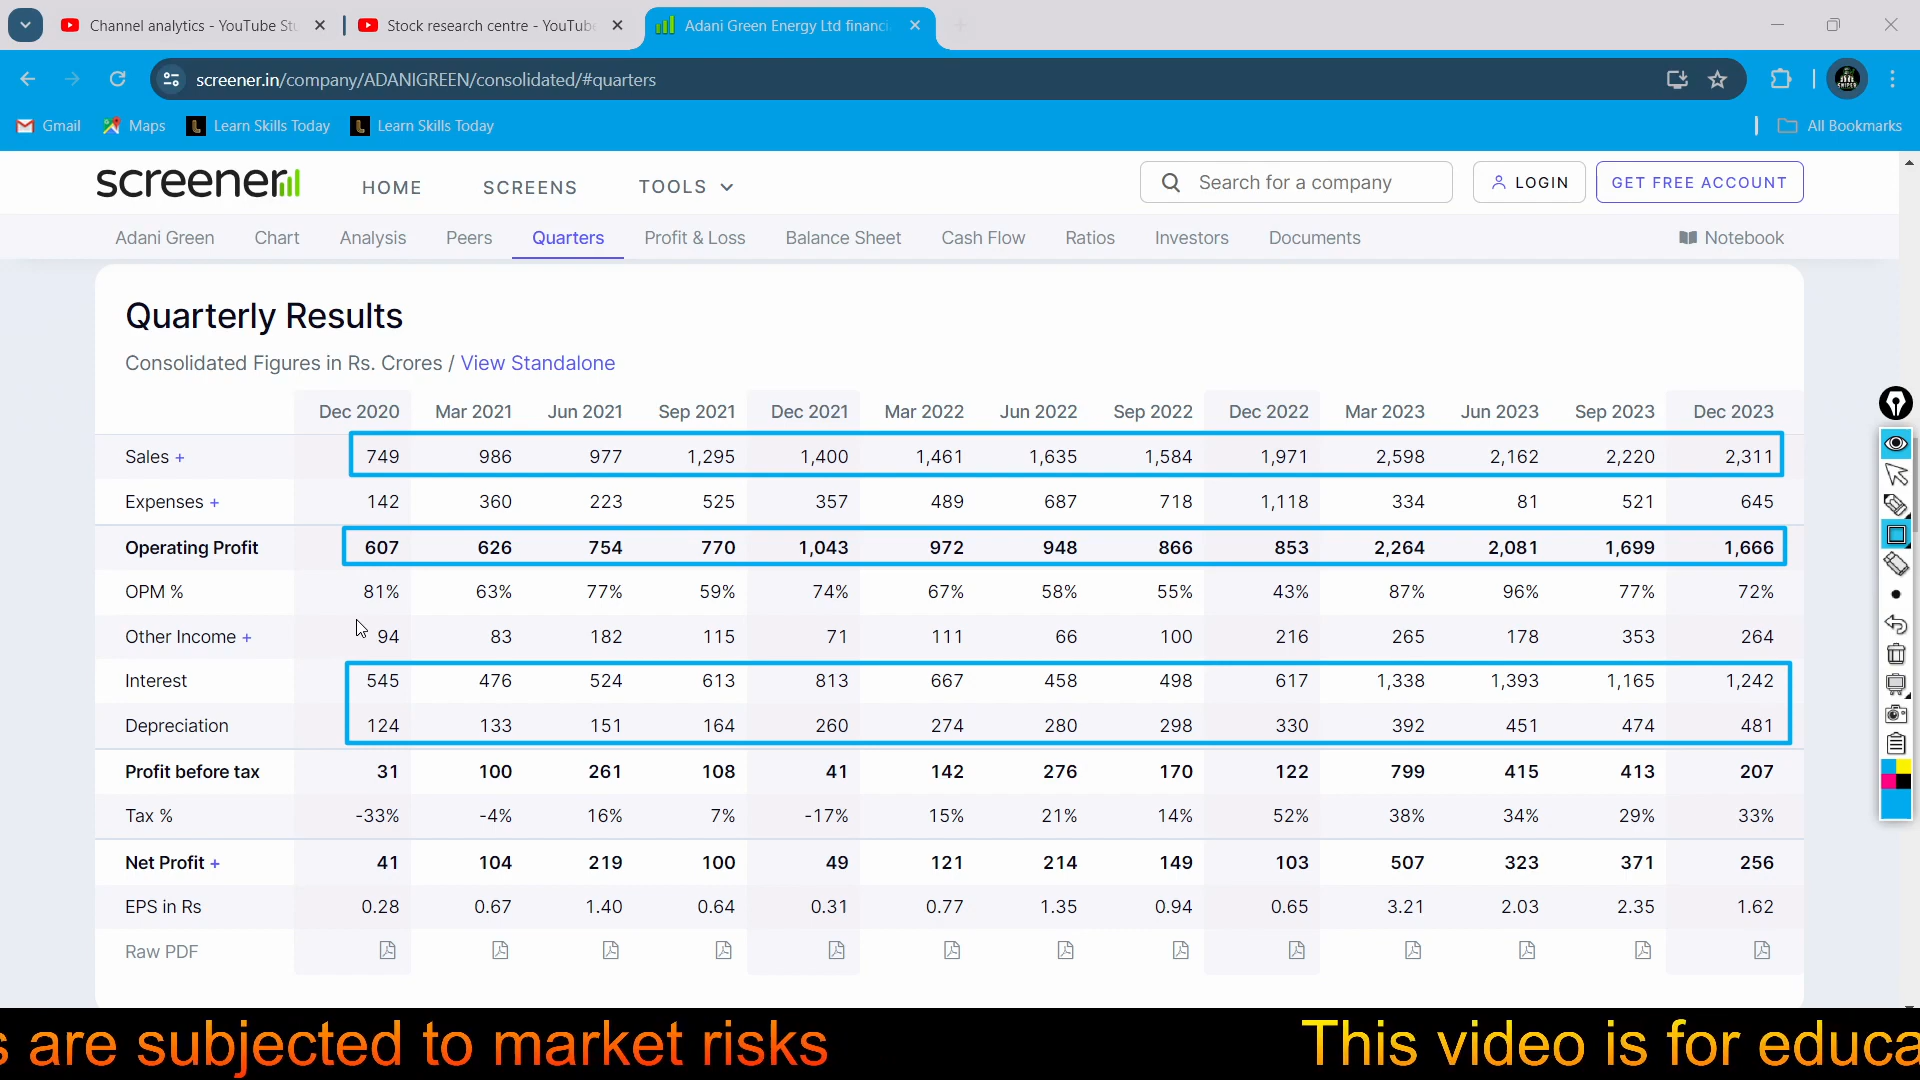 Channel analytics - YouTube Stu
Stock research centre - YouTube
Adani Green Energy Ltd financi
screener.in/company/ADANIGREEN/consolidated/#quarters
Gmail Maps Learn Skills Today Learn Skills Today All Bookmarks
screener HOME SCREENS TOOLS Search for a company LOGIN GET FREE ACCOUNT
Adani Green Chart Analysis Peers Quarters Profit & Loss Balance Sheet Cash Flow Ratios Investors Documents Notebook
Quarterly Results
Consolidated Figures in Rs. Crores / View Standalone
Dec 2020 Mar 2021 Jun 2021 Sep 2021 Dec 2021 Mar 2022 Jun 2022 Sep 2022 Dec 2022 Mar 2023 Jun 2023 Sep 2023 Dec 2023
Sales + 749 986 977 1,295 1,400 1,461 1,635 1,584 1,971 2,598 2,162 2,220 2,311
Expenses + 142 360 223 525 357 489 687 718 1,118 334 81 521 645
Operating Profit 607 626 754 770 1,043 972 948 866 853 2,264 2,081 1,699 1,666
OPM % 81% 63% 77% 59% 74% 67% 58% 55% 43% 87% 96% 77% 72%
Other Income + 94 83 182 115 71 111 66 100 216 265 178 353 264
Interest 545 476 524 613 813 667 458 498 617 1,338 1,393 1,165 1,242
Depreciation 124 133 151 164 260 274 280 298 330 392 451 474 481
Profit before tax 31 100 261 108 41 142 276 170 122 799 415 413 207
Tax % -33% -4% 16% 7% -17% 15% 21% 14% 52% 38% 34% 29% 33%
Net Profit + 41 104 219 100 49 121 214 149 103 507 323 371 256
EPS in Rs 0.28 0.67 1.40 0.64 0.31 0.77 1.35 0.94 0.65 3.21 2.03 2.35 1.62
Raw PDF
s are subjected to market risks This video is for educa